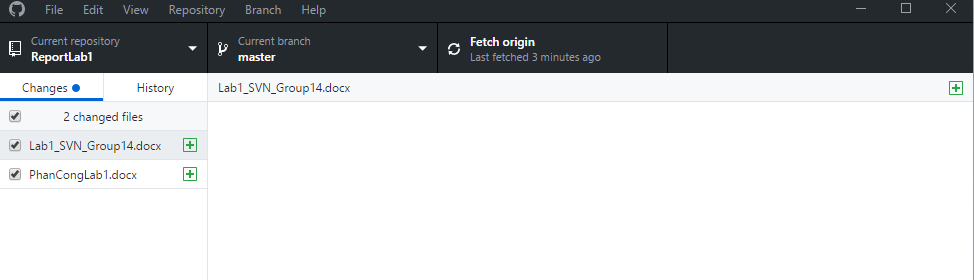 File Edit View Repository Branch Help
Current repository
ReportLab1
Current branch
master
Fetch origin
Last fetched 3 minutes ago
Changes History
Lab1_SVN_Group14.docx
2 changed files
Lab1_SVN_Group14.docx
PhanCongLab1.docx